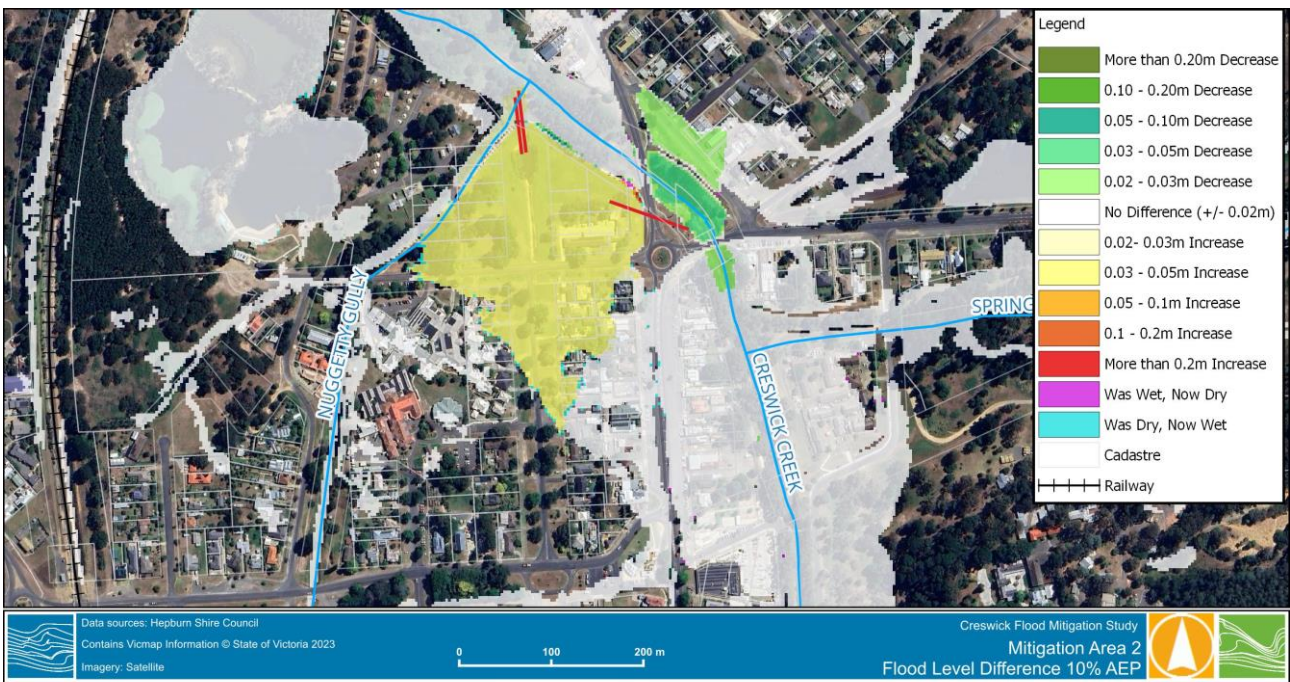 Legend
More than 0.20m Decrease
0.10 - 0.20m Decrease
0.05 - 0.10m Decrease
0.03 - 0.05m Decrease
0.02 - 0.03m Decrease
No Difference (+/- 0.02m)
0.02- 0.03m Increase
0.03 - 0.05m Increase
0.05 - 0.1m Increase
0.1 - 0.2m Increase
More than 0.2m Increase
Was Wet, Now Dry
Was Dry, Now Wet
Cadastre
Railway
NUGGETTY GULLY
CRESWICK CREEK
SPRING
Data sources: Hepburn Shire Council
Contains Vicmap Information © State of Victoria 2023
Imagery: Satellite
0 100 200 m
Creswick Flood Mitigation Study
Mitigation Area 2
Flood Level Difference 10% AEP